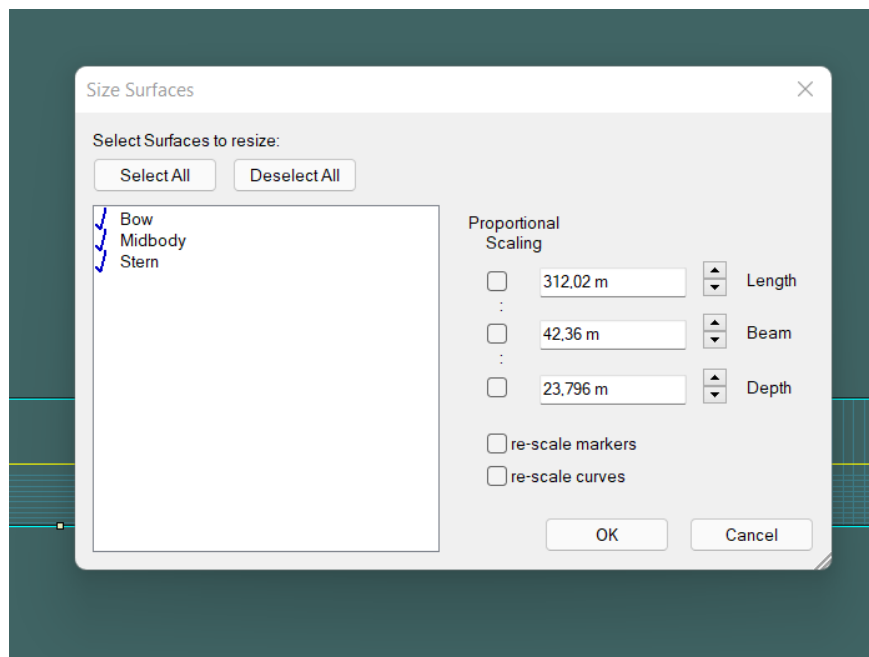 Size Surfaces
Select Surfaces to resize:
Select All
Deselect All
Bow
Midbody
Stern
Proportional
Scaling
312,02 m
Length
:
42,36 m
Beam
:
23,796 m
Depth
re-scale markers
re-scale curves
OK
Cancel